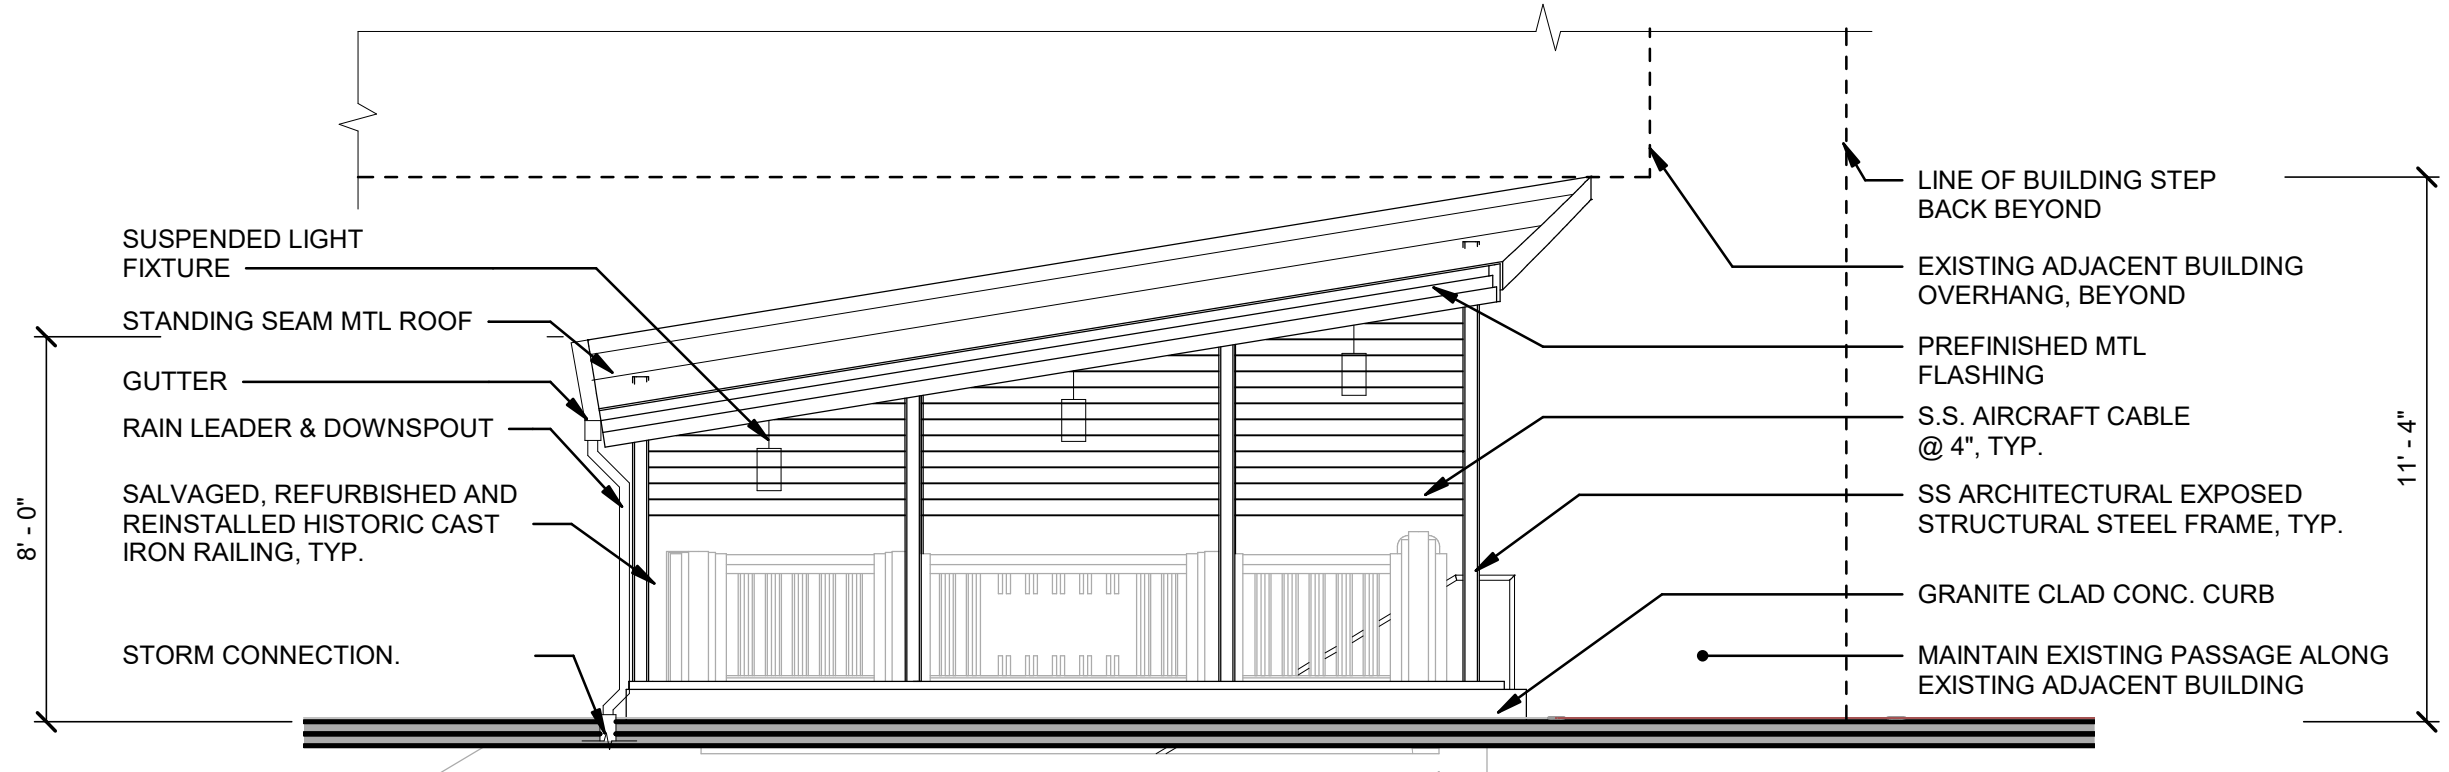 SUSPENDED LIGHT
FIXTURE
STANDING SEAM MTL ROOF
GUTTER
RAIN LEADER & DOWNSPOUT
SALVAGED, REFURBISHED AND
REINSTALLED HISTORIC CAST
IRON RAILING, TYP.
STORM CONNECTION.
8' - 0"
LINE OF BUILDING STEP
BACK BEYOND
EXISTING ADJACENT BUILDING
OVERHANG, BEYOND
PREFINISHED MTL
FLASHING
S.S. AIRCRAFT CABLE
@ 4", TYP.
SS ARCHITECTURAL EXPOSED
STRUCTURAL STEEL FRAME, TYP.
GRANITE CLAD CONC. CURB
MAINTAIN EXISTING PASSAGE ALONG
EXISTING ADJACENT BUILDING
11' - 4"